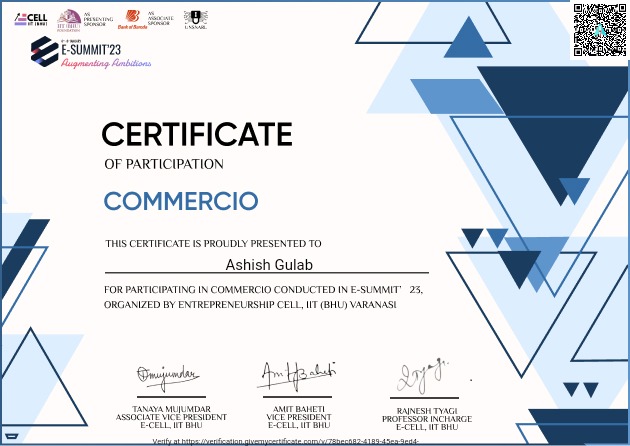 E-CELL
IIT (BHU)
AS
PRESENTING
SPONSOR
IIT (BHU)
FOUNDATION
Bank of Baroda
AS
ASSOCIATE
SPONSOR
E-SUMMIT'23
Augmenting Ambitions
CERTIFICATE
OF PARTICIPATION
COMMERCIO
THIS CERTIFICATE IS PROUDLY PRESENTED TO
Ashish Gulab
FOR PARTICIPATING IN COMMERCIO CONDUCTED IN E-SUMMIT’ 23,
ORGANIZED BY ENTREPRENEURSHIP CELL, IIT (BHU) VARANASI
TANAYA MUJUMDAR
ASSOCIATE VICE PRESIDENT
E-CELL, IIT BHU
AMIT BAHETI
VICE PRESIDENT
E-CELL, IIT BHU
RAJNESH TYAGI
PROFESSOR INCHARGE
E-CELL, IIT BHU
Verify at https://verification.givemycertificate.com/v/78bec682-4189-45ea-9ed4-